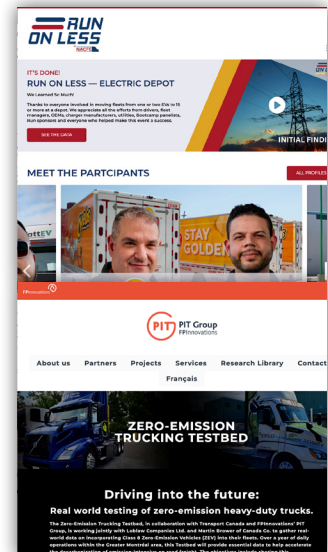 RUN
ON LESS
BY NACFE
IT'S DONE!
RUN ON LESS — ELECTRIC DEPOT
We Learned So Much!
Thanks to everyone involved in moving fleets from one or two EVs to 15
or more at a depot. We appreciate all the efforts from drivers, fleet
managers, OEMs, charger manufacturers, utilities, Bootcamp panelists,
Run sponsors and everyone who helped make this event a success.
SEE THE DATA
INITIAL FINDI
MEET THE PARTCIPANTS
ALL PROFILES
ottEV
STAY
GOLDE
FPInnovations
PIT
PIT Group
FPInnovations
About us Partners Projects Services Research Library Contact
Français
ZERO-EMISSION
TRUCKING TESTBED
Driving into the future:
Real world testing of zero-emission heavy-duty trucks.
The Zero-Emission Trucking Testbed, in collaboration with Transport Canada and FPInnovations' PIT
Group, is working jointly with Loblaw Companies Ltd. and Martin Brower of Canada Co. to gather real-
world data on incorporating Class 8 Zero-Emission Vehicles (ZEV) into their fleets. Over a year of daily
operations within the Greater Montréal area, this Testbed will provide essential data to help accelerate